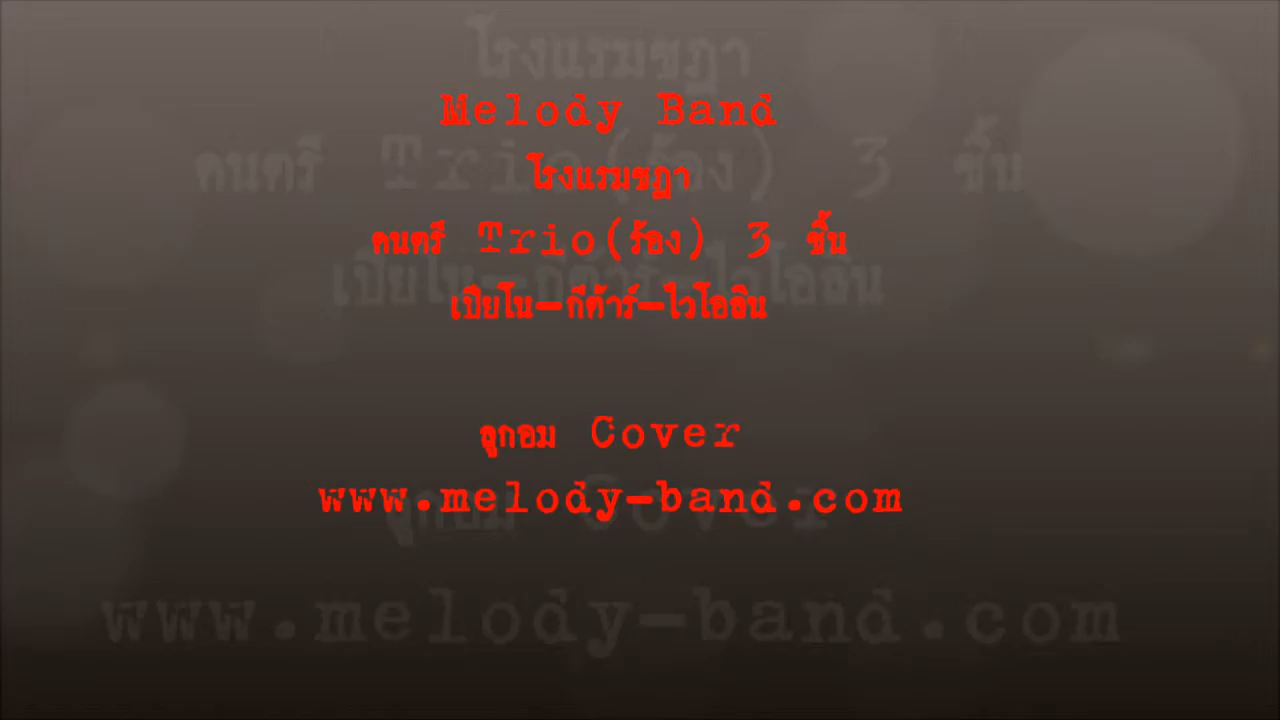 Melody Band
โรงแรมชฎา
ดนตรี Trio(ร้อง) 3 ชิ้น
เปียโน-กีต้าร์-ไวโอลิน
ลูกอม Cover
www.melody-band.com